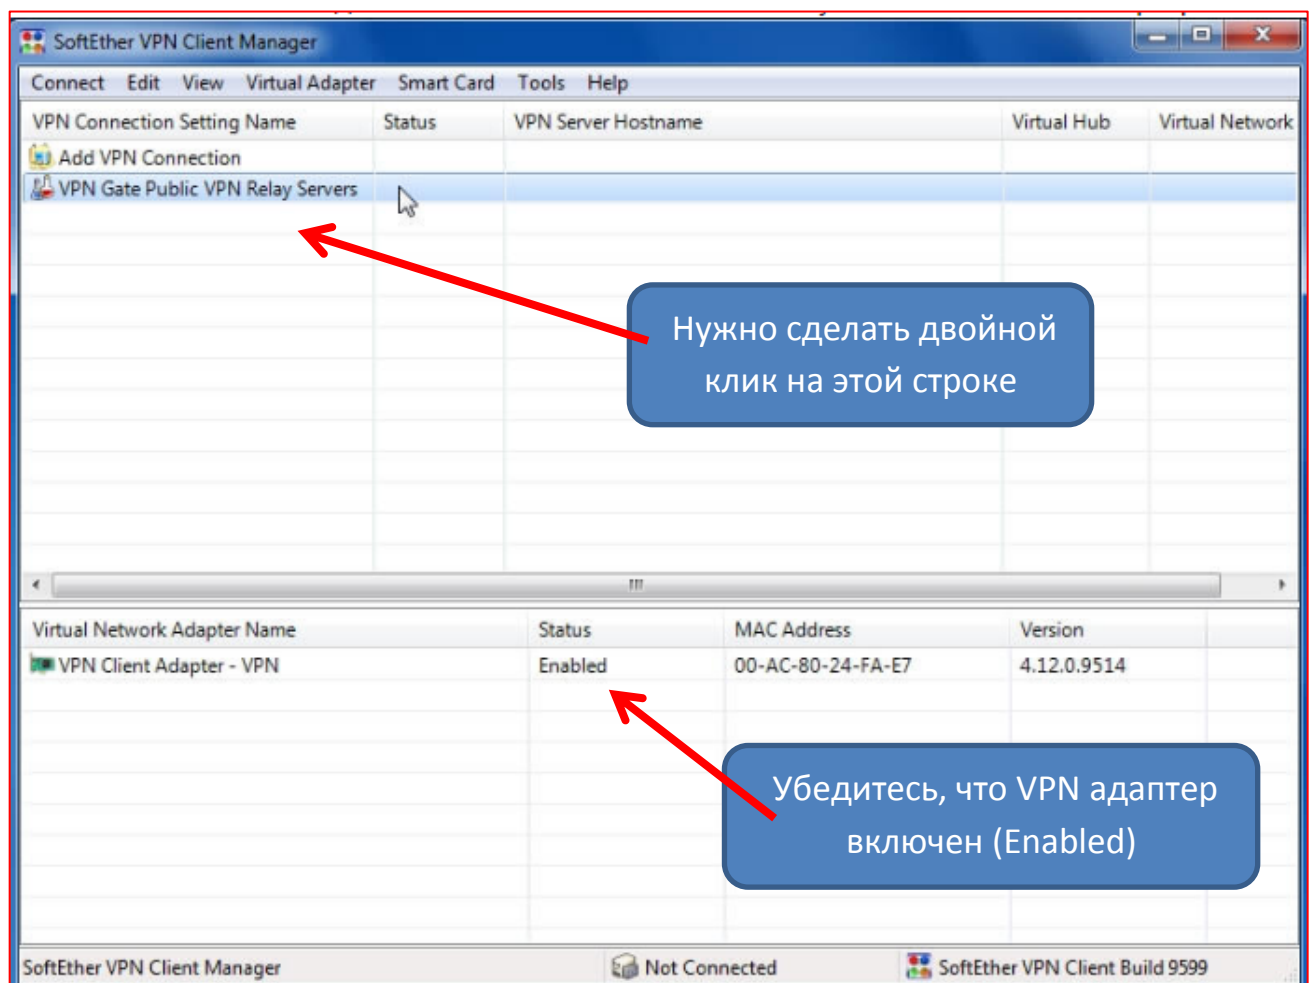 SoftEther VPN Client Manager
Connect Edit View Virtual Adapter Smart Card Tools Help
VPN Connection Setting Name Status VPN Server Hostname Virtual Hub Virtual Network
Add VPN Connection
VPN Gate Public VPN Relay Servers
Нужно сделать двойной
клик на этой строке
Virtual Network Adapter Name Status MAC Address Version
VPN Client Adapter - VPN Enabled 00-AC-80-24-FA-E7 4.12.0.9514
Убедитесь, что VPN адаптер
включен (Enabled)
SoftEther VPN Client Manager Not Connected SoftEther VPN Client Build 9599